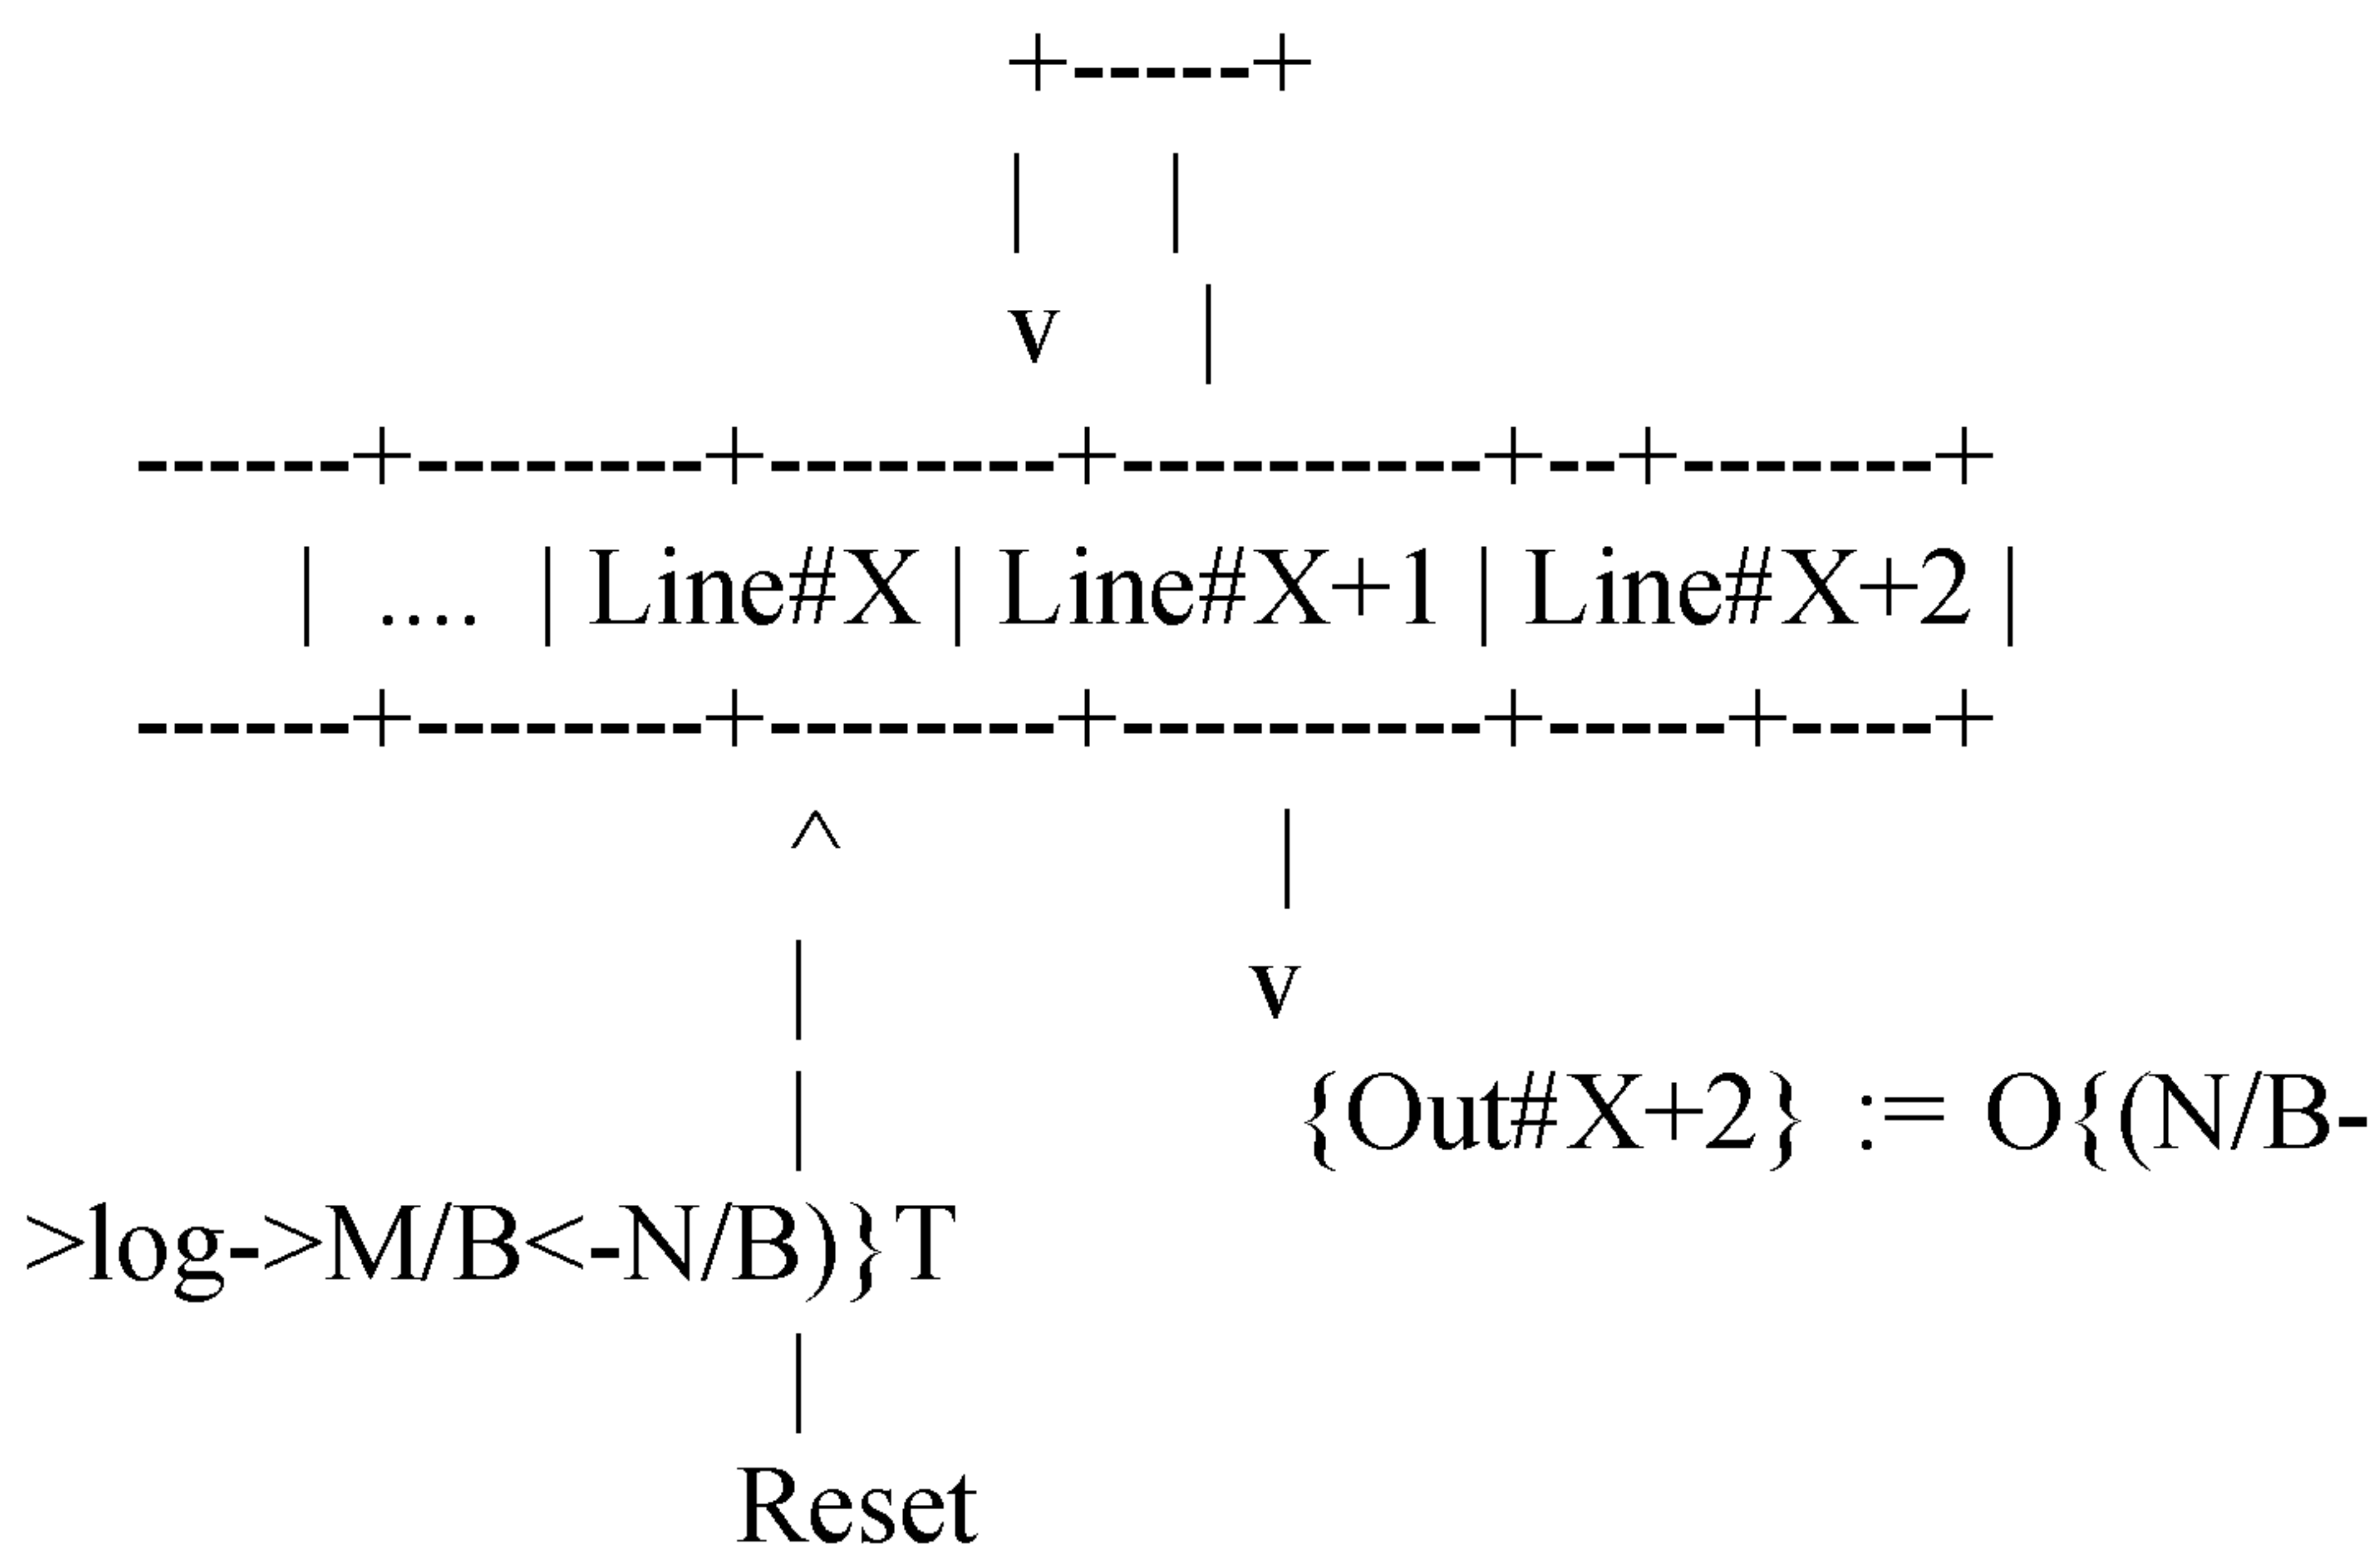 +-----+
| |
v |
------+--------+--------+----------+--+-------+
| .... | Line#X | Line#X+1 | Line#X+2 |
------+--------+--------+----------+-----+----+
^ |
| v
| {Out#X+2} := O{(N/B-
>log->M/B<-N/B)}T
|
Reset